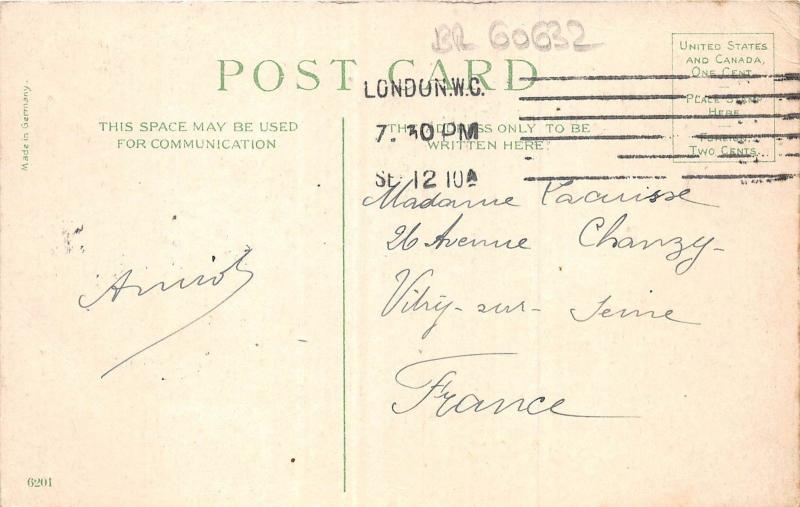 BR 60632
POST CARD
UNITED STATES
AND CANADA,
ONE CENT.
PLACE STAMP
HERE
TWO CENTS.
LONDON.W.C.
7.30 PM
SE 12 10A
Made in Germany.
THIS SPACE MAY BE USED
FOR COMMUNICATION
THE ADDRESS ONLY TO BE
WRITTEN HERE.
Madame
26 Avenue Chanzy-
Vitry-sur-Seine
France
6201